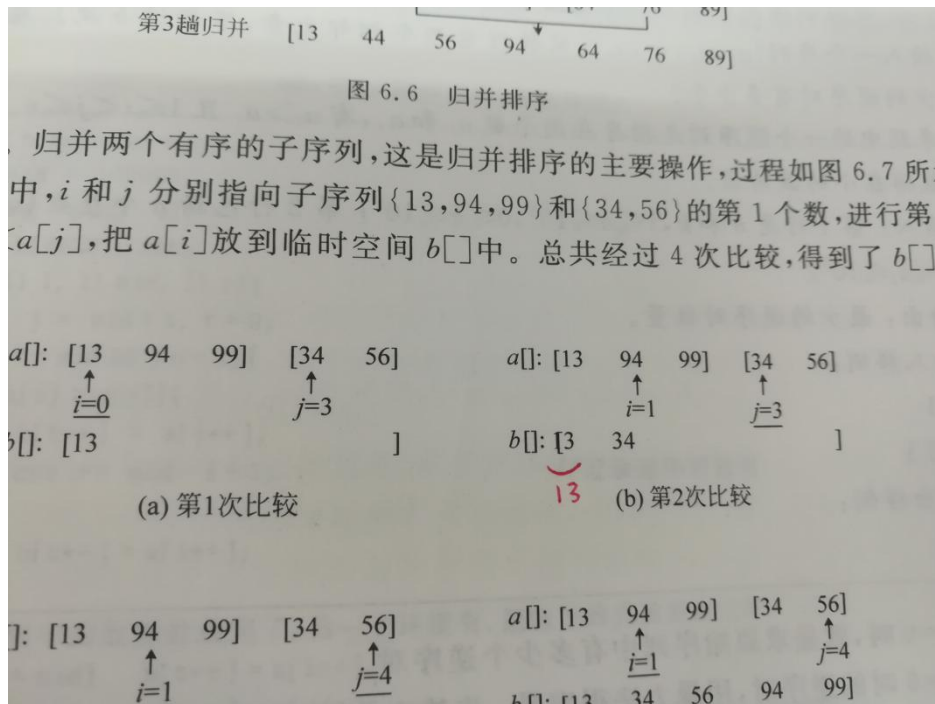 76 89]
第3趟归并 [13 44 56 94 64 76 89]
图 6.6 归并排序
归并两个有序的子序列,这是归并排序的主要操作,过程如图 6.7 所
中,i 和 j 分别指向子序列{13,94,99}和{34,56}的第 1 个数,进行第
a[j],把 a[i]放到临时空间 b[]中。总共经过 4 次比较,得到了 b[]
a[]: [13 94 99] [34 56]
i=0 j=3
b[]: [13 ]
(a) 第1次比较
a[]: [13 94 99] [34 56]
i=1 j=3
b[]: [3 34 ]
13
(b) 第2次比较
]: [13 94 99] [34 56]
i=1 j=4
a[]: [13 94 99] [34 56]
i=1 j=4
b[]: [13 34 56 94 99]